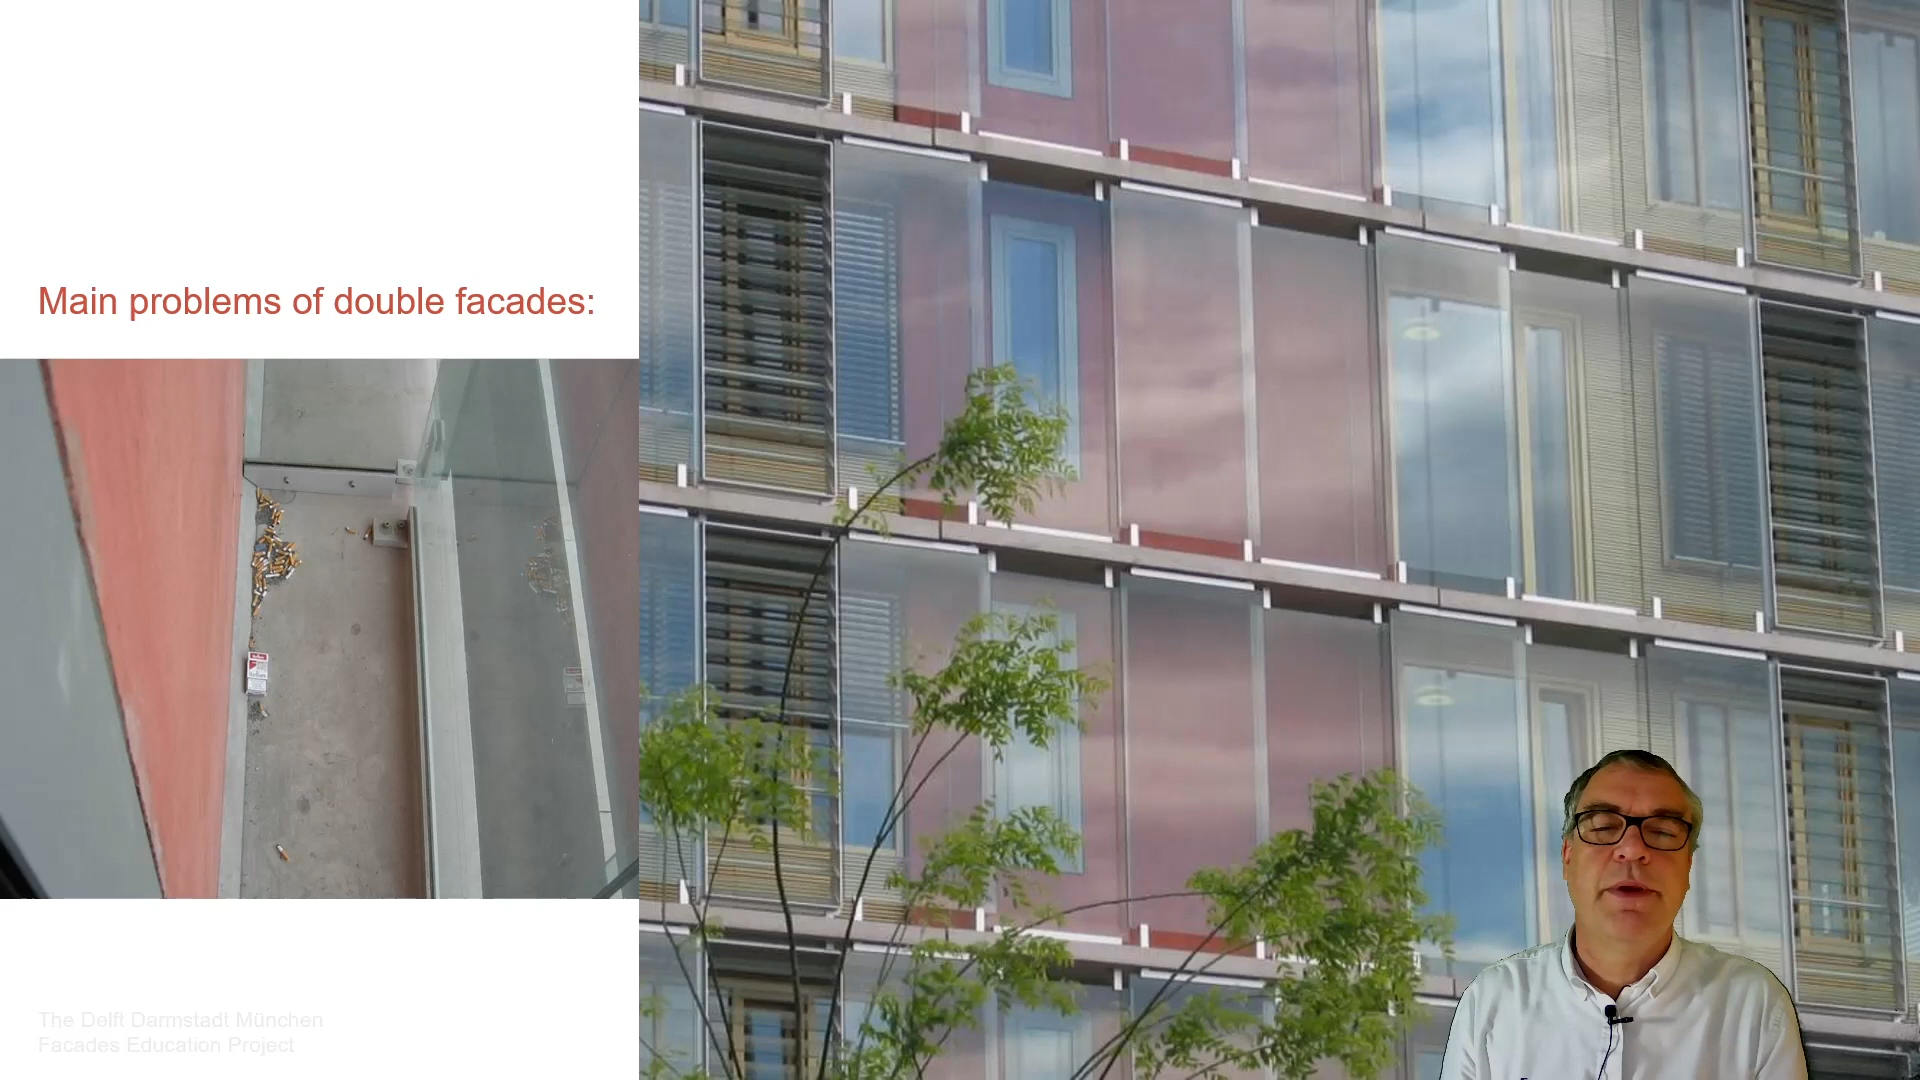 Main problems of double facades:
The Delft Darmstadt München
Facades Education Project